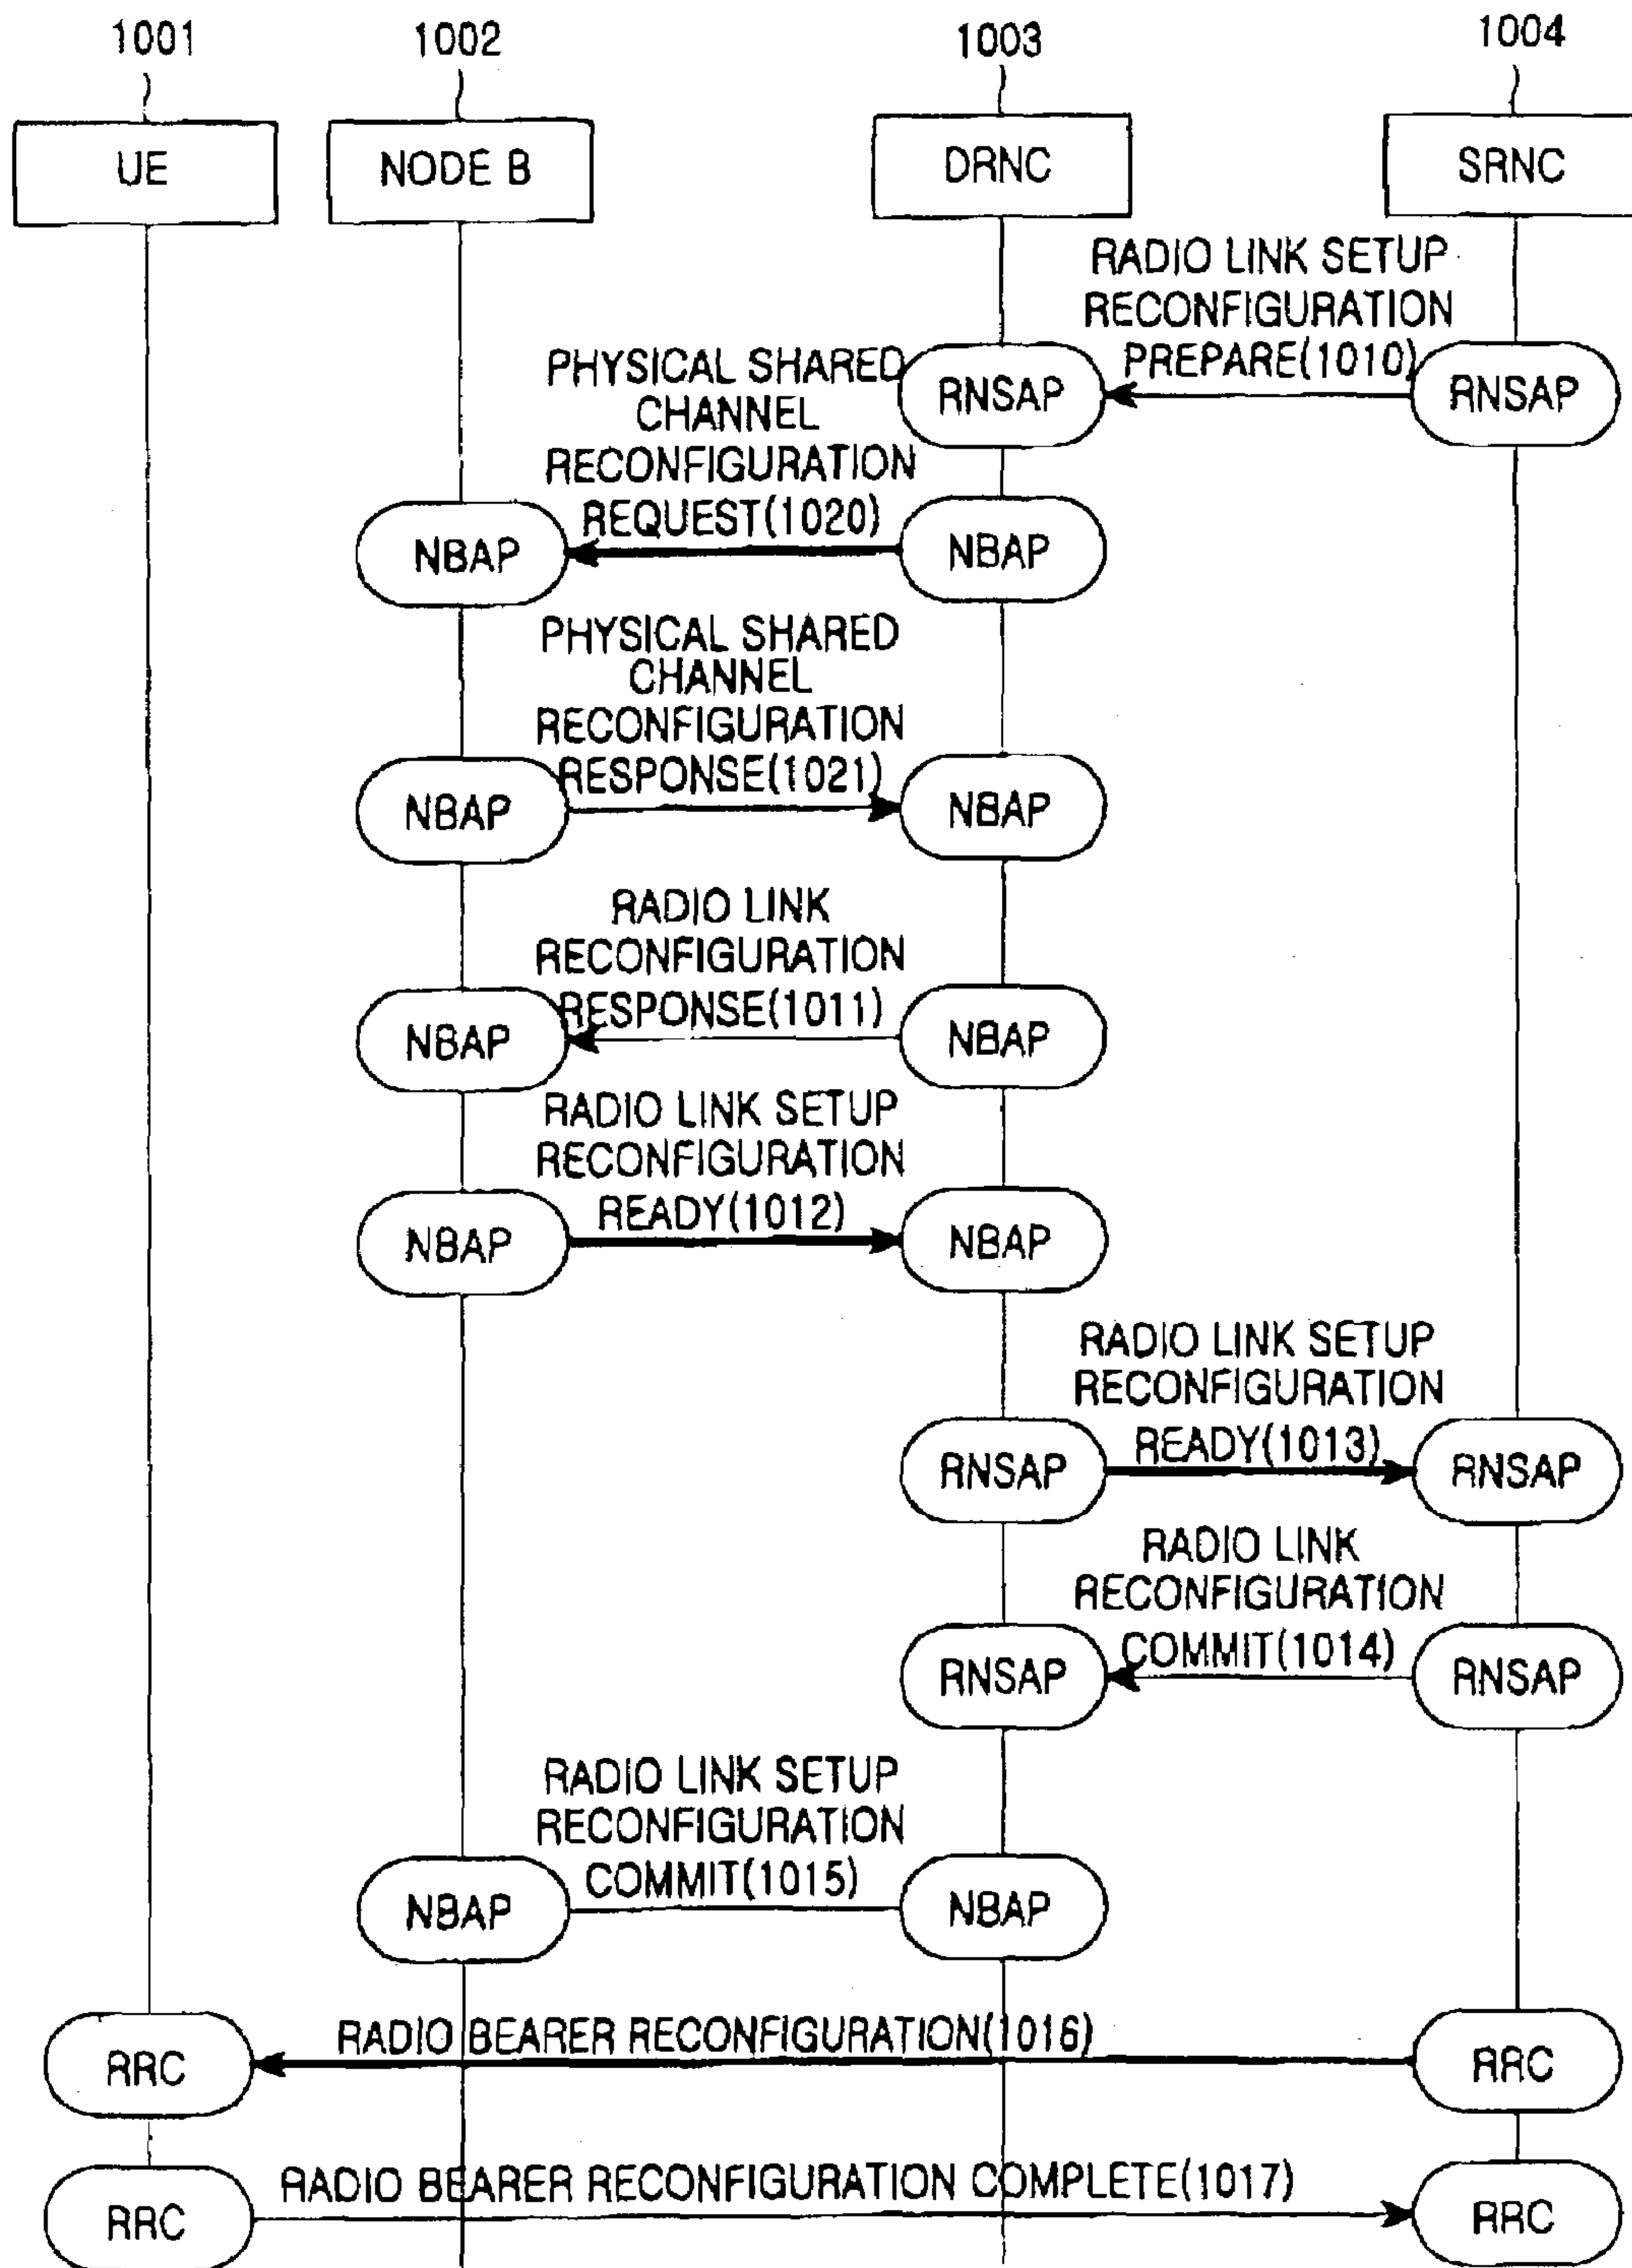 1001
1002
1003
1004
UE
NODE B
DRNC
SRNC
RADIO LINK SETUP
RECONFIGURATION
PREPARE(1010)
RNSAP
RNSAP
PHYSICAL SHARED
CHANNEL
RECONFIGURATION
REQUEST(1020)
NBAP
NBAP
PHYSICAL SHARED
CHANNEL
RECONFIGURATION
RESPONSE(1021)
NBAP
NBAP
RADIO LINK
RECONFIGURATION
RESPONSE(1011)
NBAP
NBAP
RADIO LINK SETUP
RECONFIGURATION
READY(1012)
NBAP
NBAP
RADIO LINK SETUP
RECONFIGURATION
READY(1013)
RNSAP
RNSAP
RADIO LINK
RECONFIGURATION
COMMIT(1014)
RNSAP
RNSAP
RADIO LINK SETUP
RECONFIGURATION
COMMIT(1015)
NBAP
NBAP
RADIO BEARER RECONFIGURATION(1016)
RRC
RRC
RADIO BEARER RECONFIGURATION COMPLETE(1017)
RRC
RRC